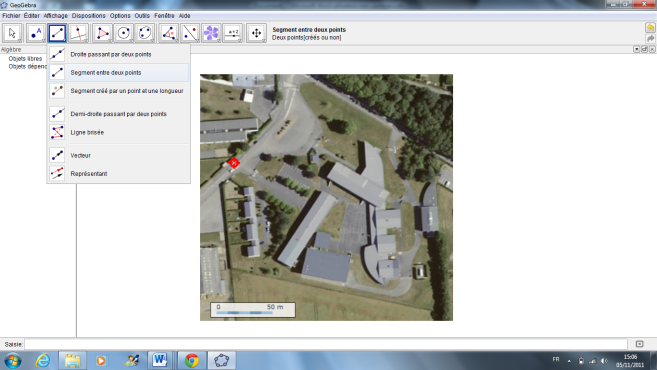 GeoGebra
Fichier Éditer Affichage Dispositions Options Outils Fenêtre Aide
A
a=2
Segment entre deux points
Deux points[créés ou non]
Algèbre
Objets libres
Objets dépend
Droite passant par deux points
Segment entre deux points
Segment créé par un point et une longueur
Demi-droite passant par deux points
Ligne brisée
Vecteur
Représentant
0 50 m
Saisie:
FR
15:06
05/11/2011